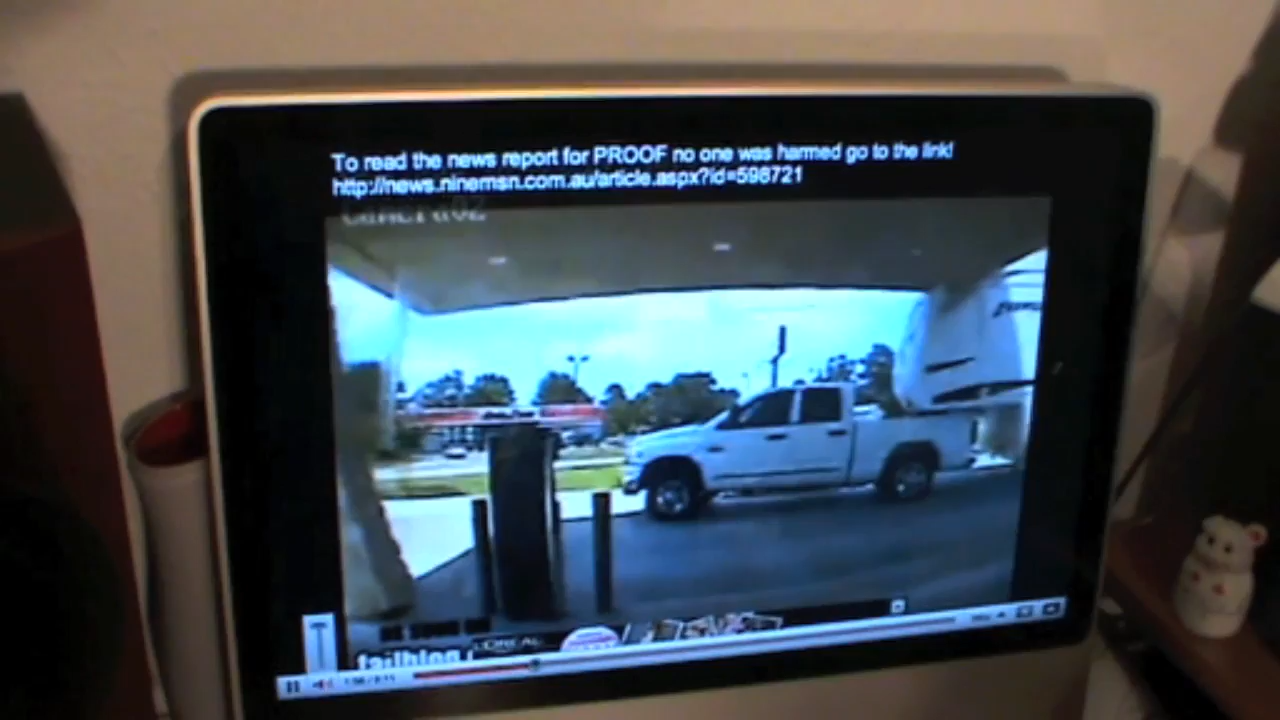 To read the news report for PROOF no one was harmed go to the link!
http://news.ninemsn.com.au/article.aspx?id=598721
LOREAL
failblog